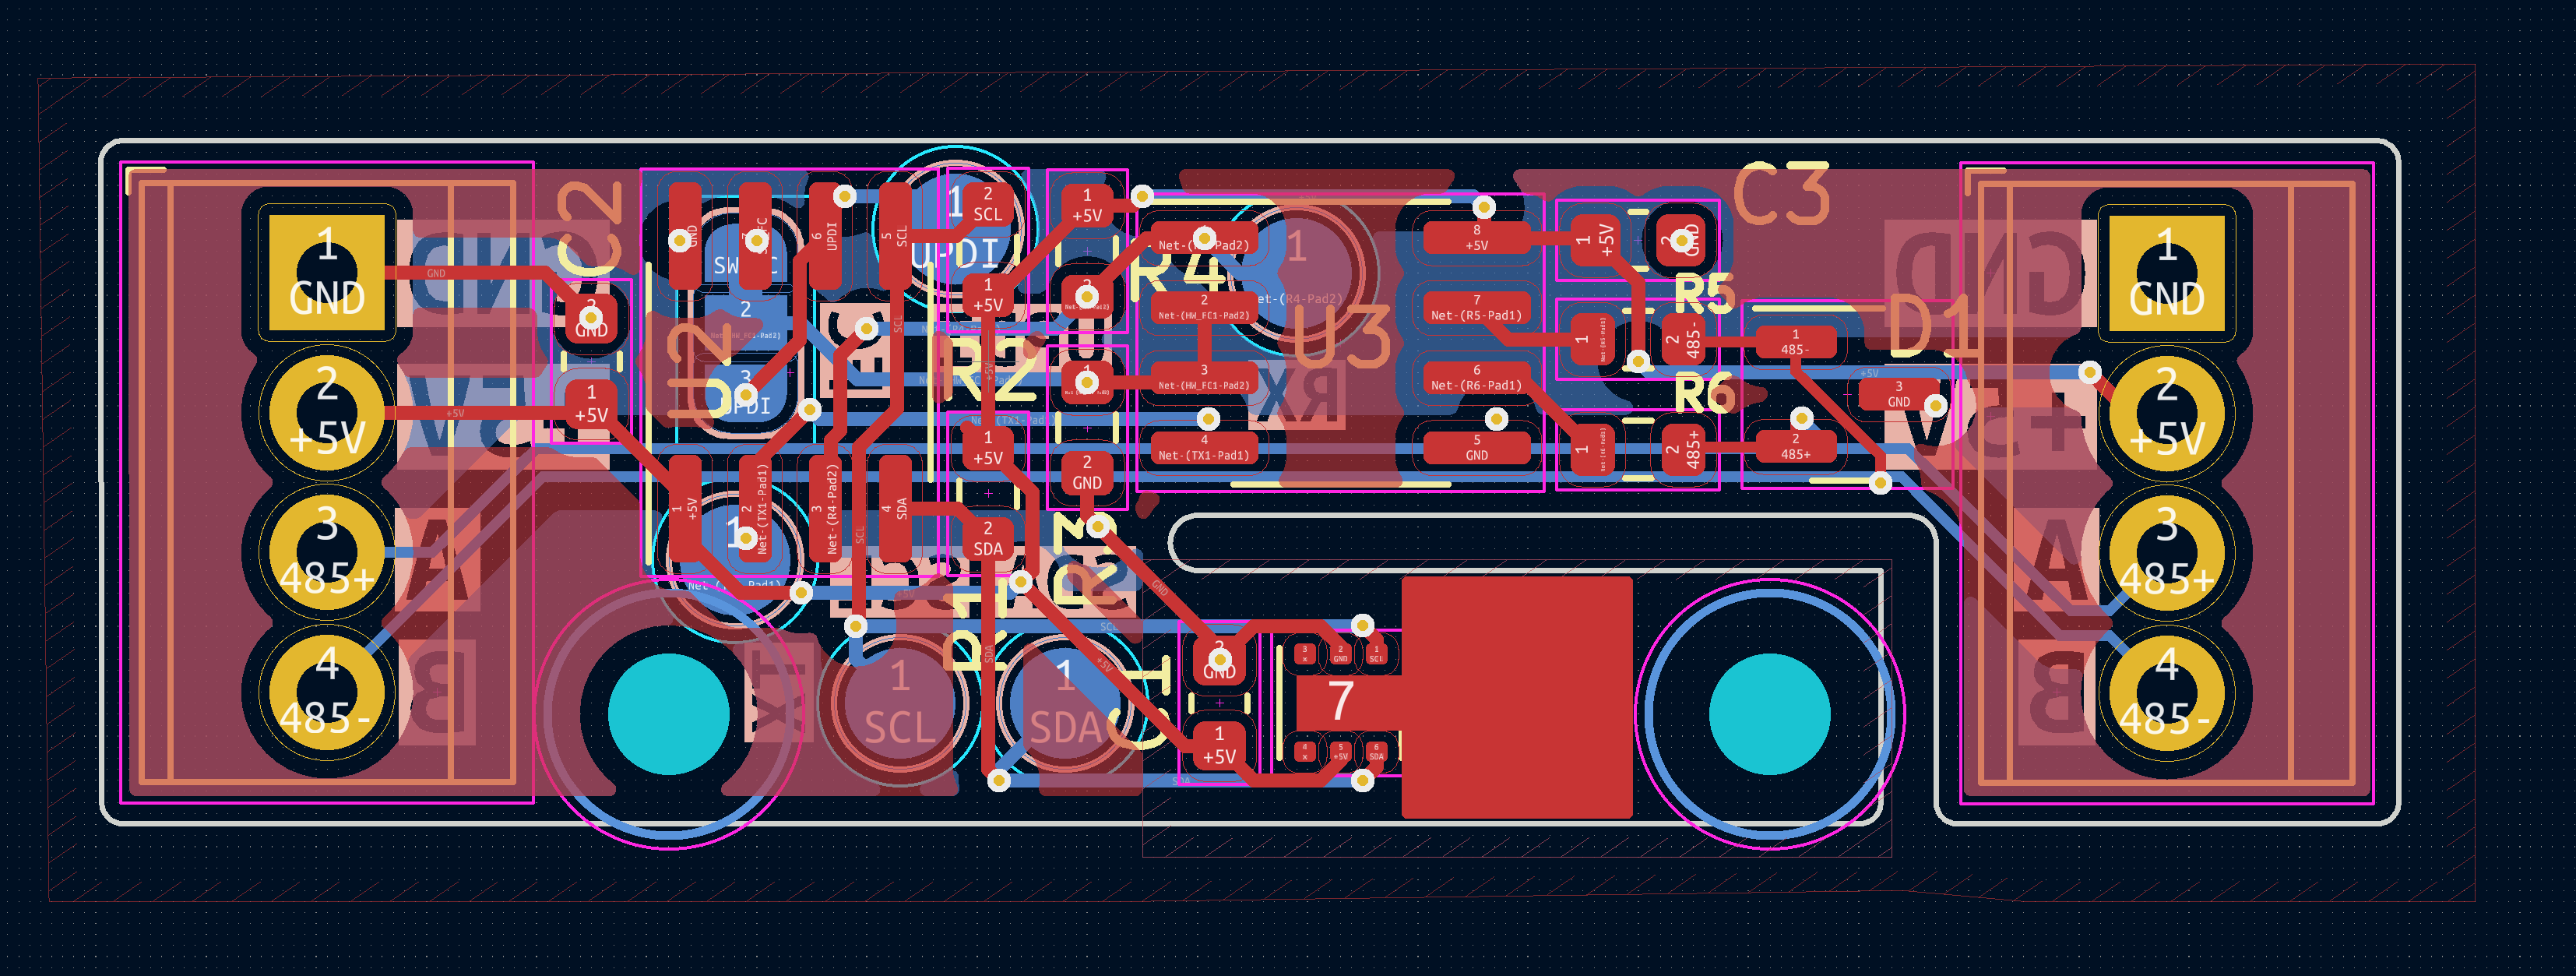 1
GND
2
+5V
3
485+
4
485-
GND
+5V
C2
2
GND
1
+5V
GND
SWFC
2
3
UPDI
6
UPDI
5
SCL
1
UPDI
2
SCL
1
+5V
1
+5V
R4
Net-(R4-Pad2)
2
Net-(HW_FC1-Pad2)
3
Net-(HW_FC1-Pad2)
4
Net-(TX1-Pad1)
U3
RX
8
+5V
7
Net-(R5-Pad1)
6
Net-(R6-Pad1)
5
GND
1
+5V
2
GND
C3
R5
R6
1
2
485-
1
2
485+
1
485-
2
485+
3
GND
D1
+5V
R2
1
+5V
2
SDA
2
GND
R3
R1
1
+5V
2
Net-(TX1-Pad1)
3
Net-(R4-Pad2)
4
SDA
SCL
SCL
SDA
+5V
GND
A
B
TX
1
SCL
1
SDA
C1
2
GND
1
+5V
3
x
2
GND
1
SCL
7
4
x
5
+5V
6
SDA
SCL
SDA
GND
A
B
1
GND
2
+5V
3
485+
4
485-